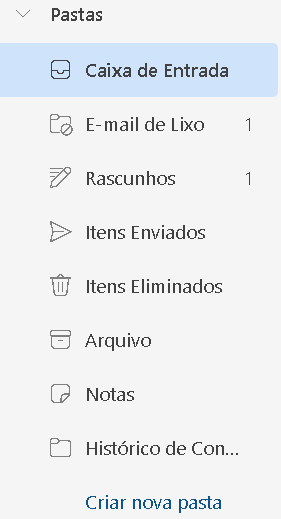 Pastas
Caixa de Entrada
E-mail de Lixo 1
Rascunhos 1
Itens Enviados
Itens Eliminados
Arquivo
Notas
Histórico de Con...
Criar nova pasta